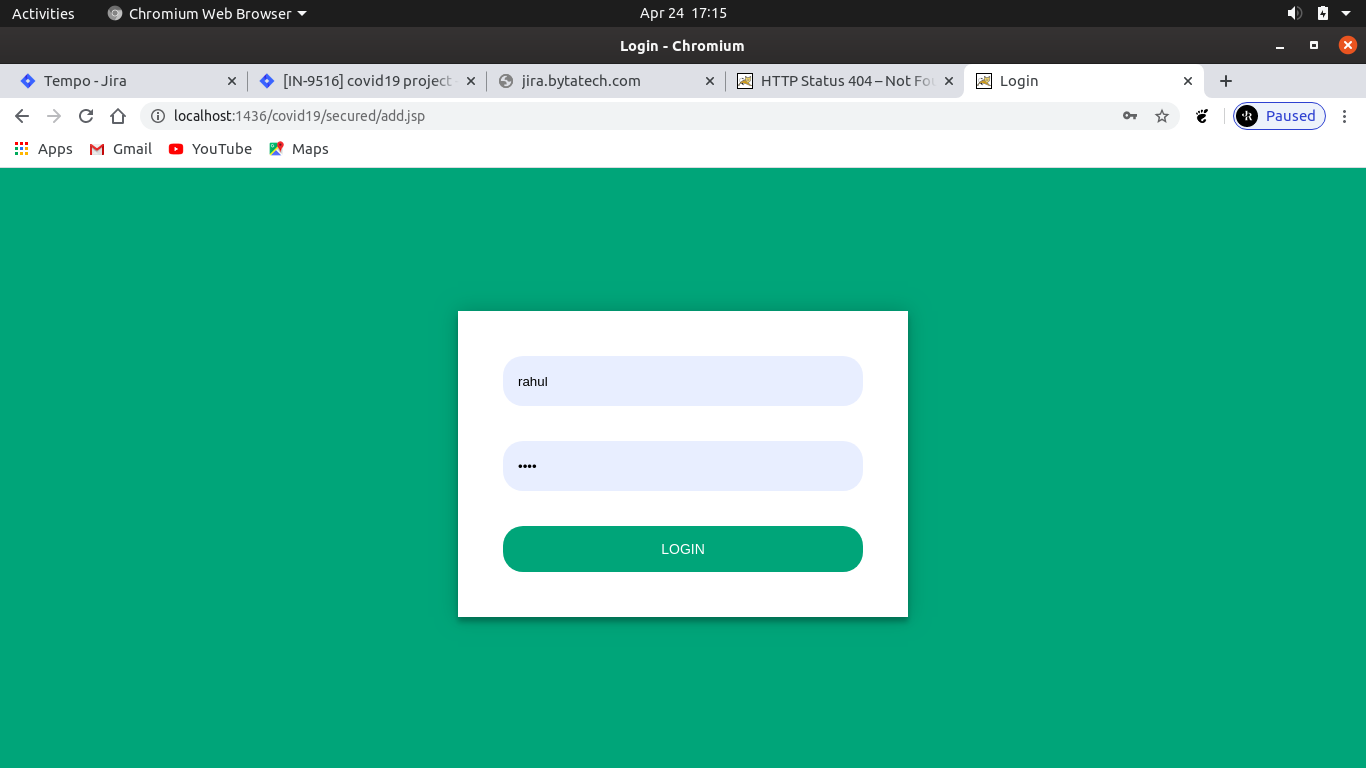 Activities Chromium Web Browser Apr 24 17:15
Login - Chromium
Tempo - Jira [IN-9516] covid19 project jira.bytatech.com HTTP Status 404 – Not Fou Login
localhost:1436/covid19/secured/add.jsp Paused
Apps Gmail YouTube Maps
rahul
••••
LOGIN